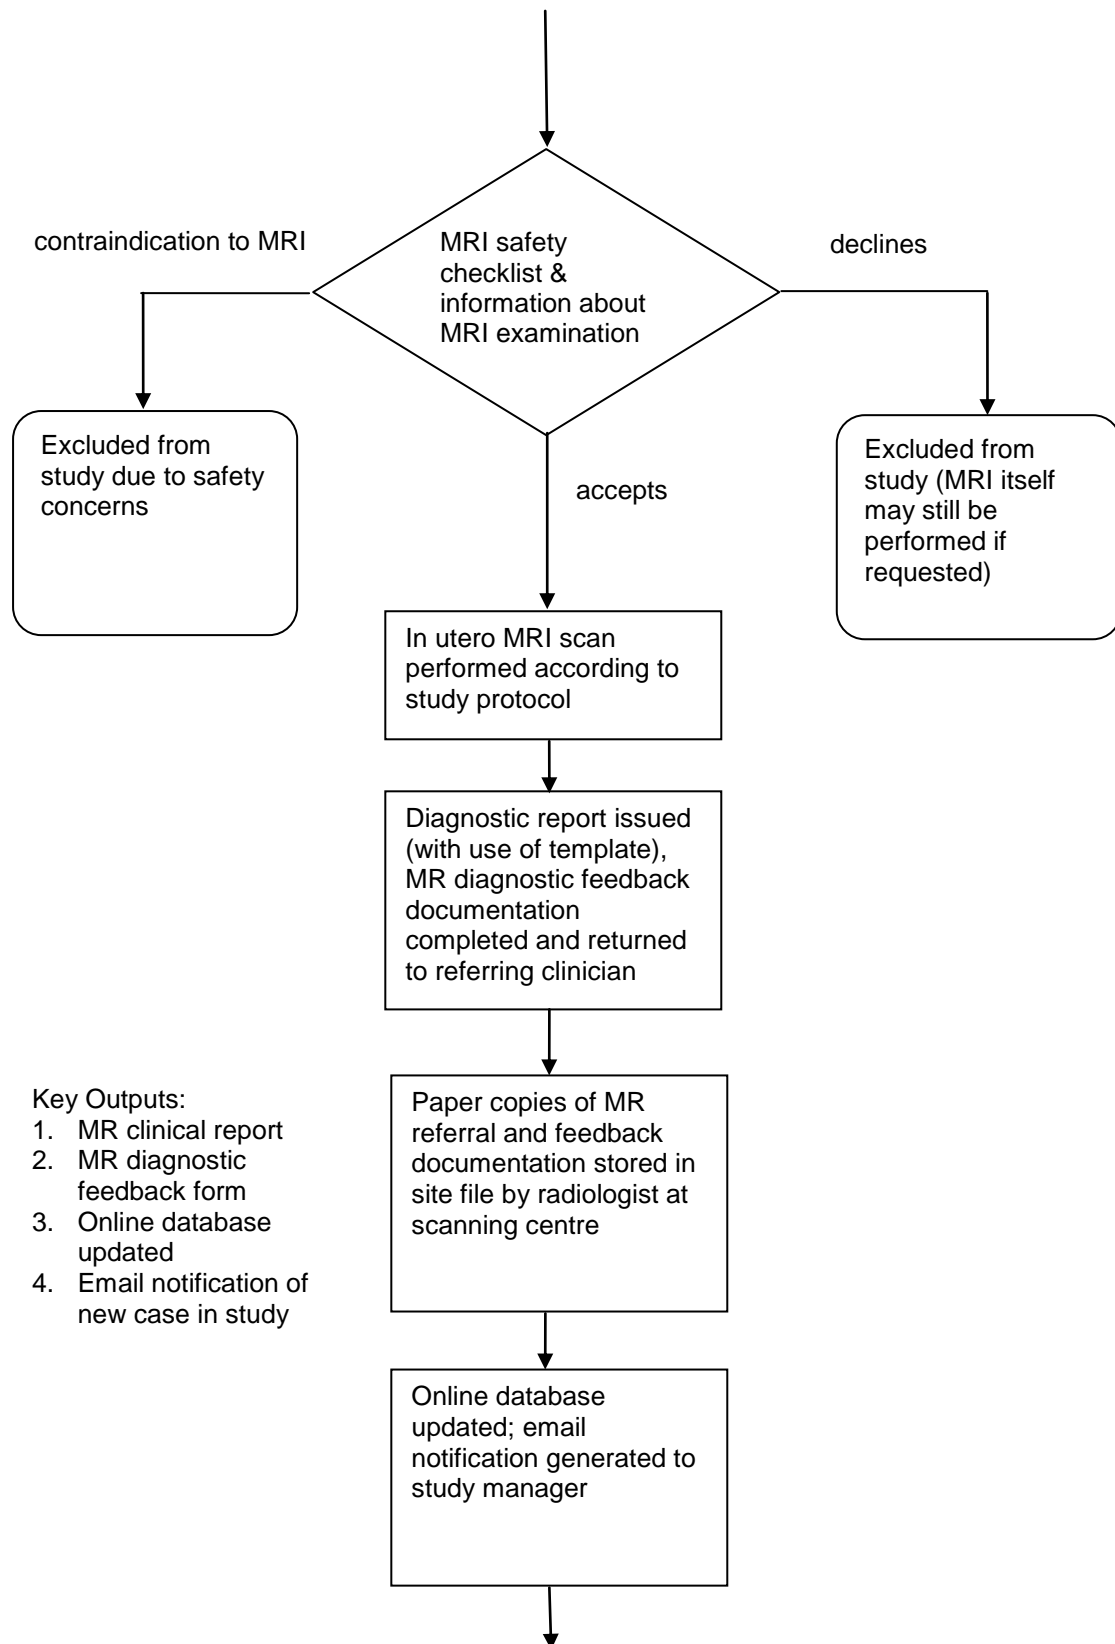 contraindication to MRI
MRI safety
checklist &
information about
MRI examination
declines
Excluded from
study due to safety
concerns
accepts
Excluded from
study (MRI itself
may still be
performed if
requested)
In utero MRI scan
performed according to
study protocol
Diagnostic report issued
(with use of template),
MR diagnostic feedback
documentation
completed and returned
to referring clinician
Key Outputs:
1. MR clinical report
2. MR diagnostic
feedback form
3. Online database
updated
4. Email notification of
new case in study
Paper copies of MR
referral and feedback
documentation stored in
site file by radiologist at
scanning centre
Online database
updated; email
notification generated to
study manager